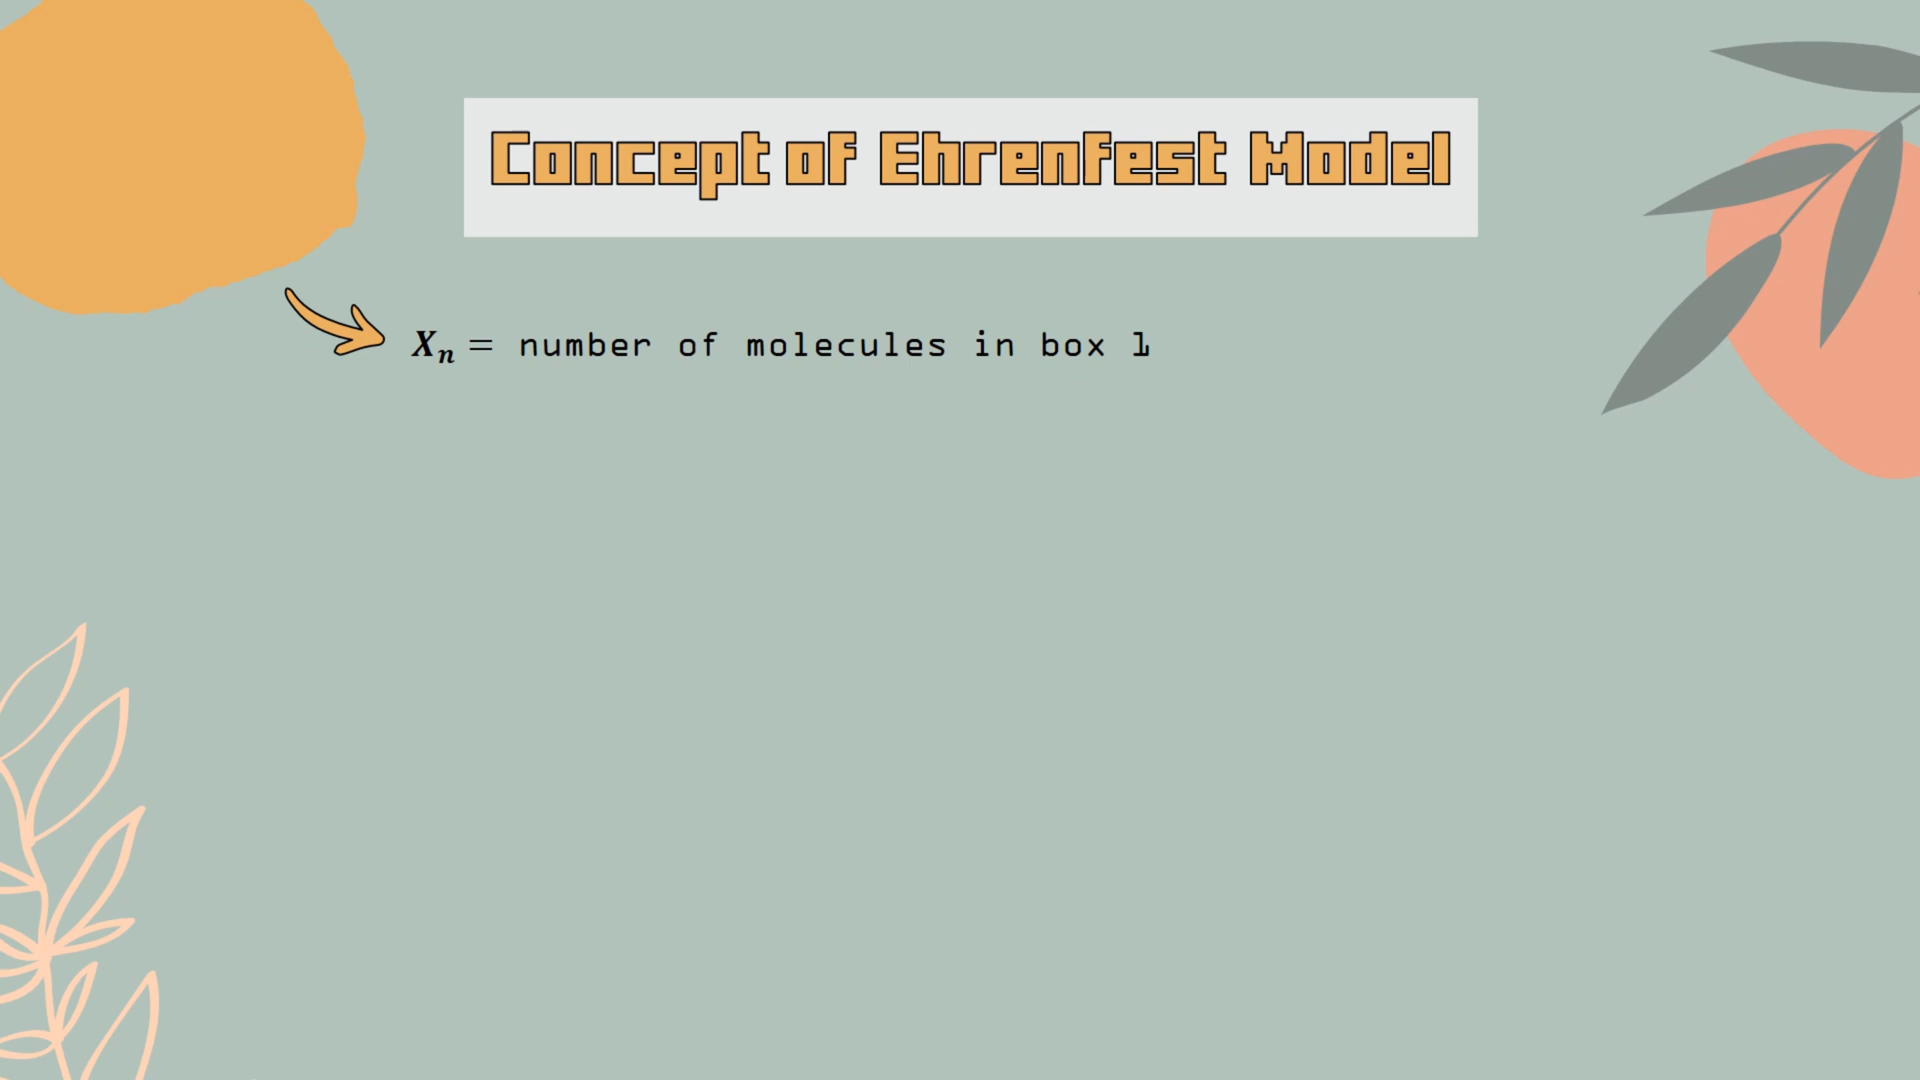 Concept of Ehrenfest Model
Xₙ = number of molecules in box 1